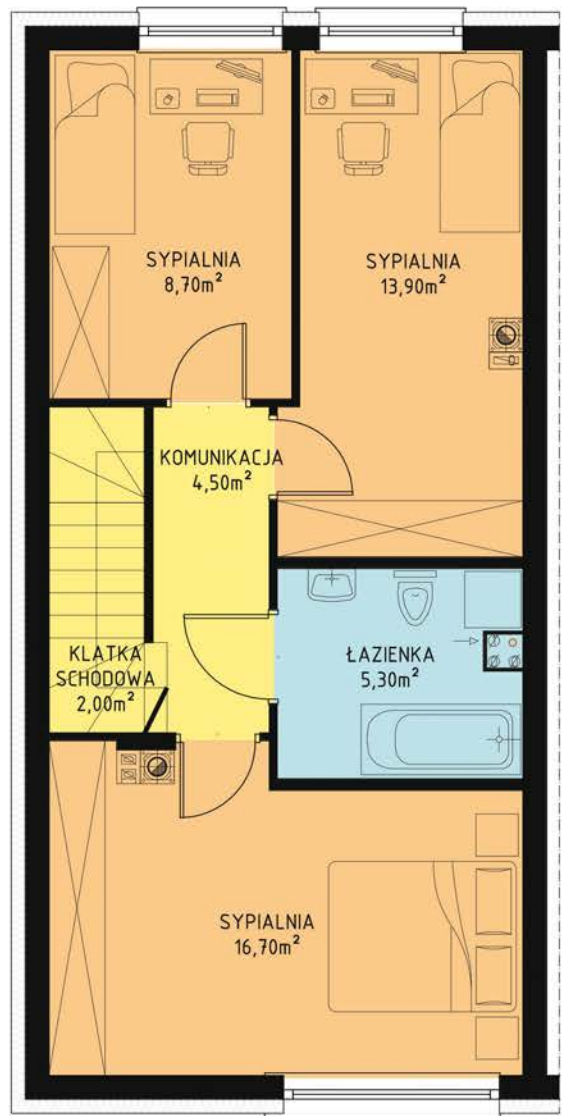 SYPIALNIA
8,70m²
SYPIALNIA
13,90m²
KOMUNIKACJA
4,50m²
KLATKA
SCHODOWA
2,00m²
ŁAZIENKA
5,30m²
SYPIALNIA
16,70m²